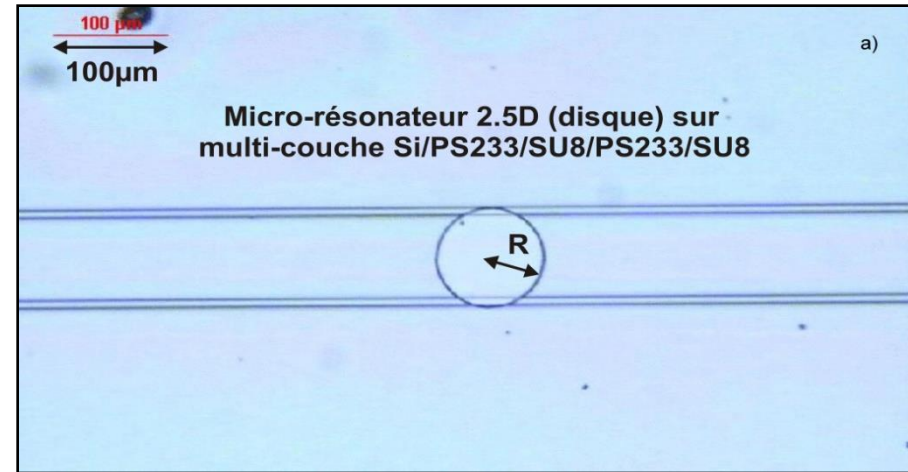 100 µm
a)
100µm
Micro-résonateur 2.5D (disque) sur
multi-couche Si/PS233/SU8/PS233/SU8
R